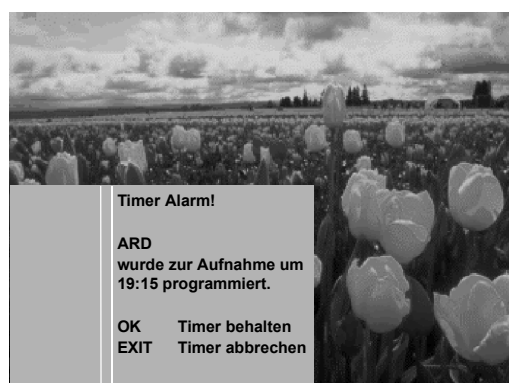 Timer Alarm!
ARD
wurde zur Aufnahme um
19:15 programmiert.
OK Timer behalten
EXIT Timer abbrechen